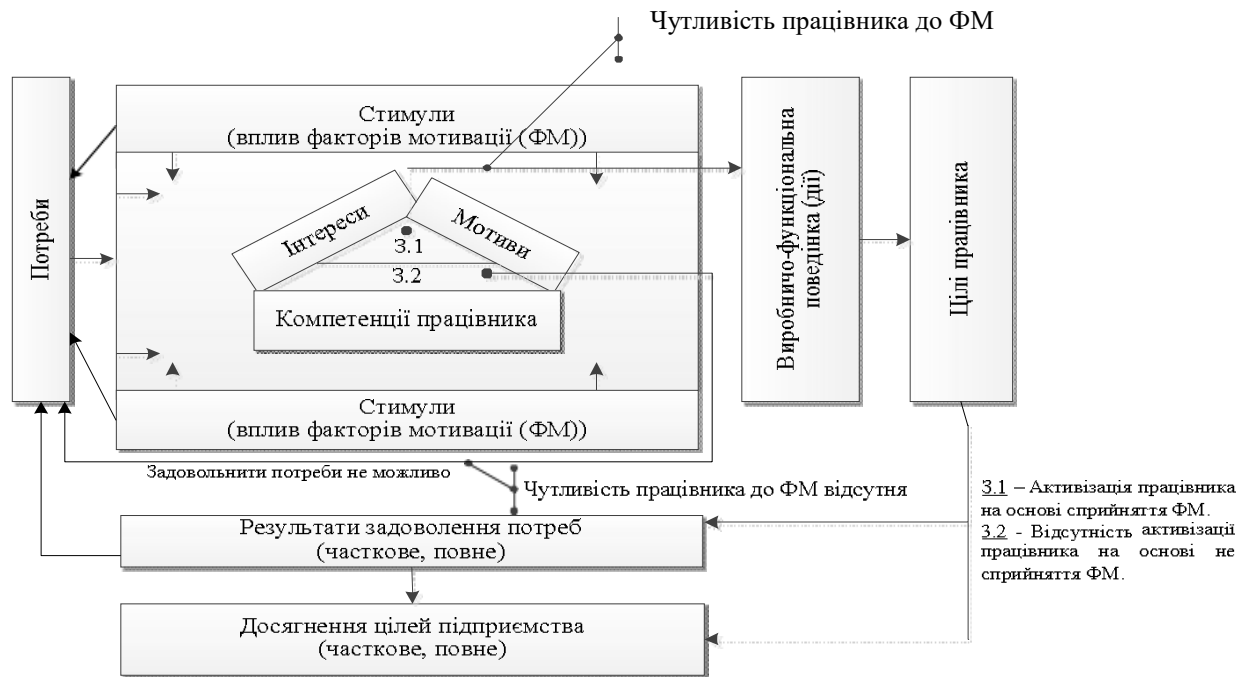 Чутливість працівника до ФМ
Потреби
Стимули
(вплив факторів мотивації (ФМ))
Інтереси
Мотиви
3.1
3.2
Компетенції працівника
Стимули
(вплив факторів мотивації (ФМ))
Виробничо-функціональна
поведінка (дії)
Цілі працівника
Задовольнити потреби не можливо
Чутливість працівника до ФМ відсутня
Результати задоволення потреб
(часткове, повне)
Досягнення цілей підприємства
(часткове, повне)
3.1 – Активізація працівника
на основі сприйняття ФМ.
3.2 - Відсутність активізації
працівника на основі не
сприйняття ФМ.